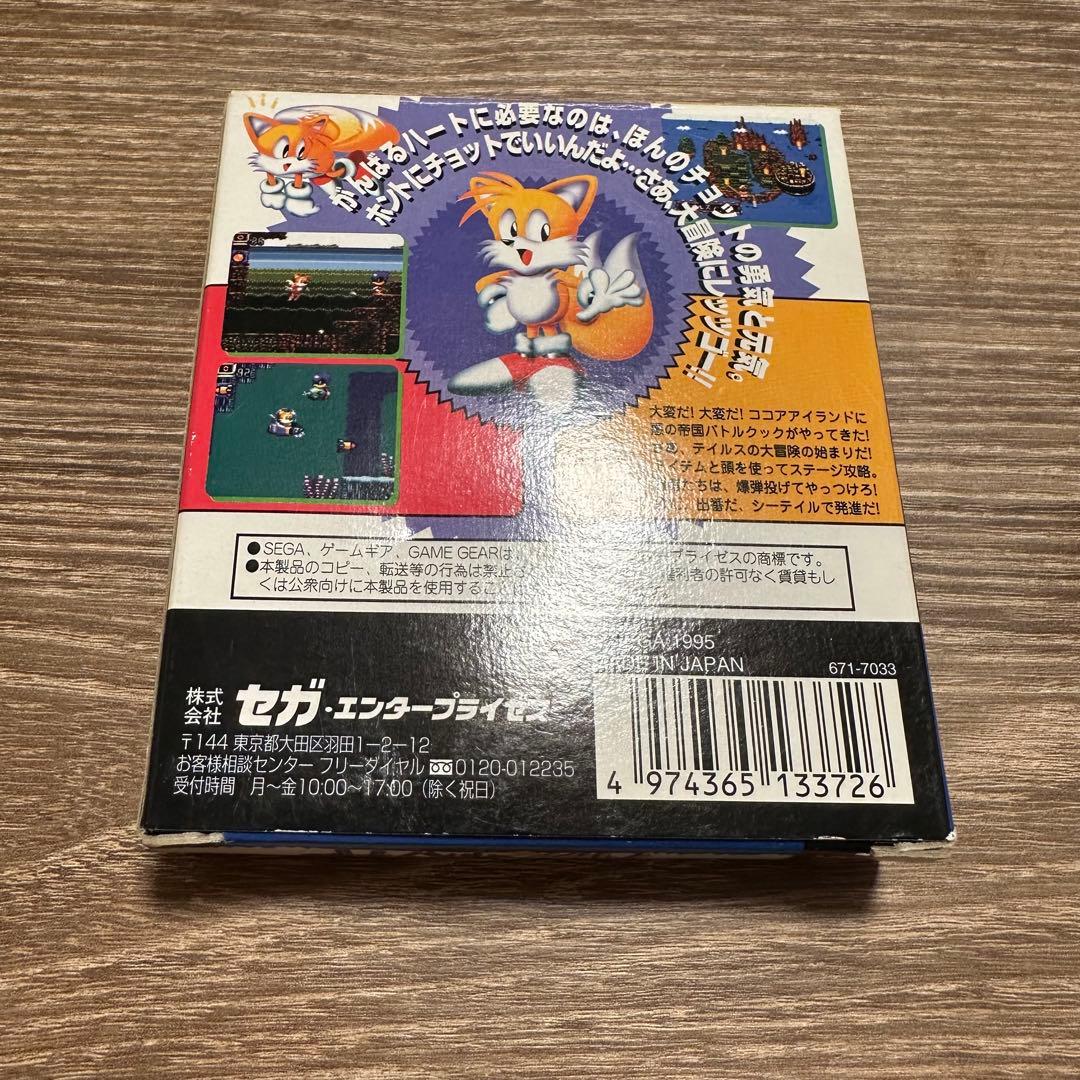 がんばるハートに必要なのは、ほんのチョットの勇気と元気。
ホントにチョットでいいんだよ…さあ、大冒険にレッツゴー!!
大変だ! 大変だ! ココアアイランドに
の帝国バトルクックがやってきた!
、テイルスの大冒険の始まりだ!
イテムと頭を使ってステージ攻略。
たちは、爆弾投げてやっつけろ!
出番だ、シーテイルで発進だ!
●SEGA、ゲームギア、GAME GEARは、 プライゼスの商標です。
●本製品のコピー、転送等の行為は禁止 権利者の許可なく賃貸もし
くは公衆向けに本製品を使用すること
1995
IN JAPAN
671-7033
株式会社 セガ・エンタープライゼス
〒144 東京都大田区羽田1-2-12
お客様相談センター フリーダイヤル 0120-012235
受付時間 月〜金10:00〜17:00（除く祝日）
4 974365 133726